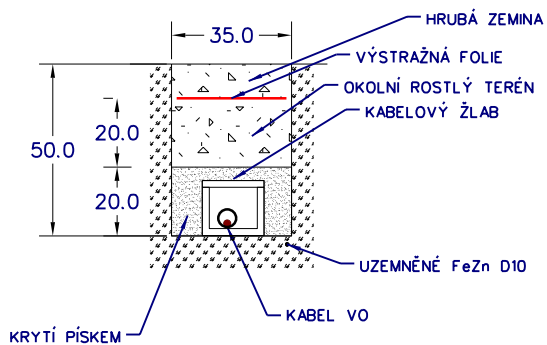 HRUBÁ ZEMINA
35.0
VÝSTRAŽNÁ FOLIE
OKOLNÍ ROSTLÝ TERÉN
KABELOVÝ ŽLAB
20.0
50.0
20.0
UZEMNĚNÉ FeZn D10
KABEL VO
KRYTÍ PÍSKEM